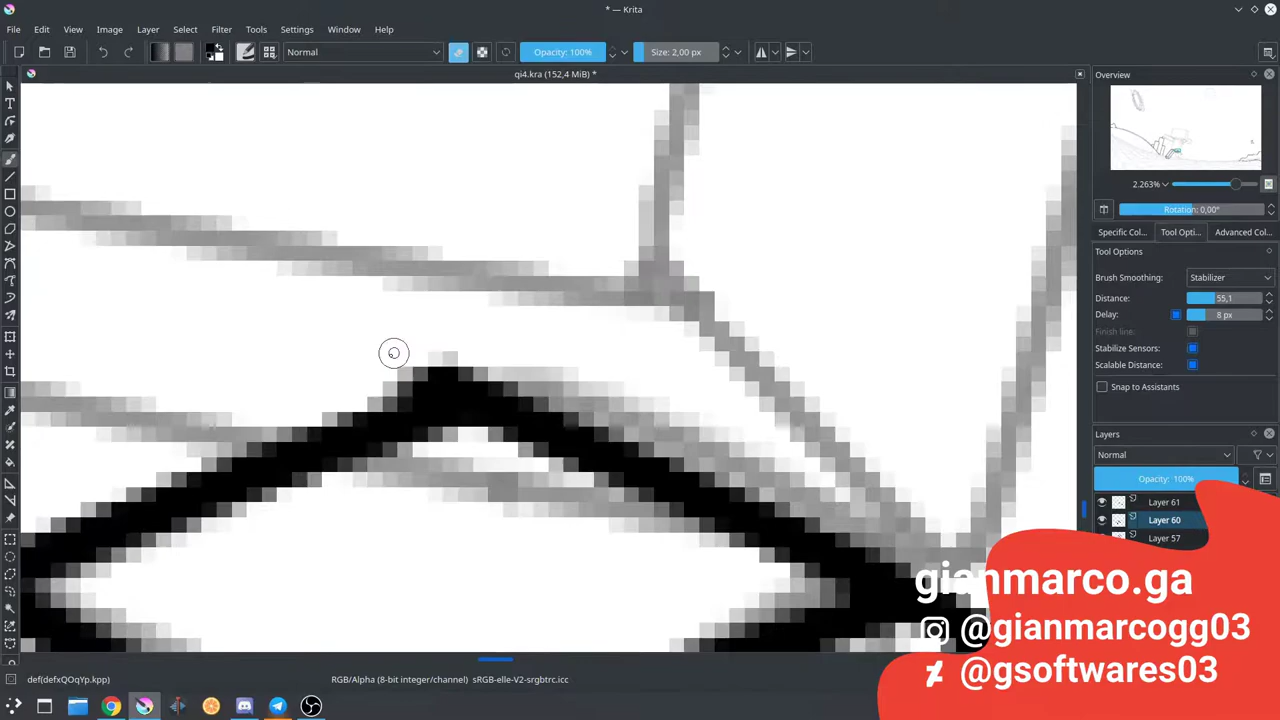 * — Krita
File Edit View Image Layer Select Filter Tools Settings Window Help
Normal Opacity: 100% Size: 2,00 px
qi4.kra (152,4 MiB) *
Overview
2.263%
Rotation: 0,00°
Specific Col... Tool Opti... Advanced Col...
Tool Options
Brush Smoothing: Stabilizer
Distance: 55,1
Delay: 8 px
Finish line:
Stabilize Sensors:
Scalable Distance:
Snap to Assistants
Layers
Normal
Opacity: 100%
Layer 61
Layer 60
Layer 57
gianmarco.ga
@gianmarcogg03
@gsoftwares03
def(defxQOqYp.kpp) RGB/Alpha (8-bit integer/channel) sRGB-elle-V2-srgbtrc.icc